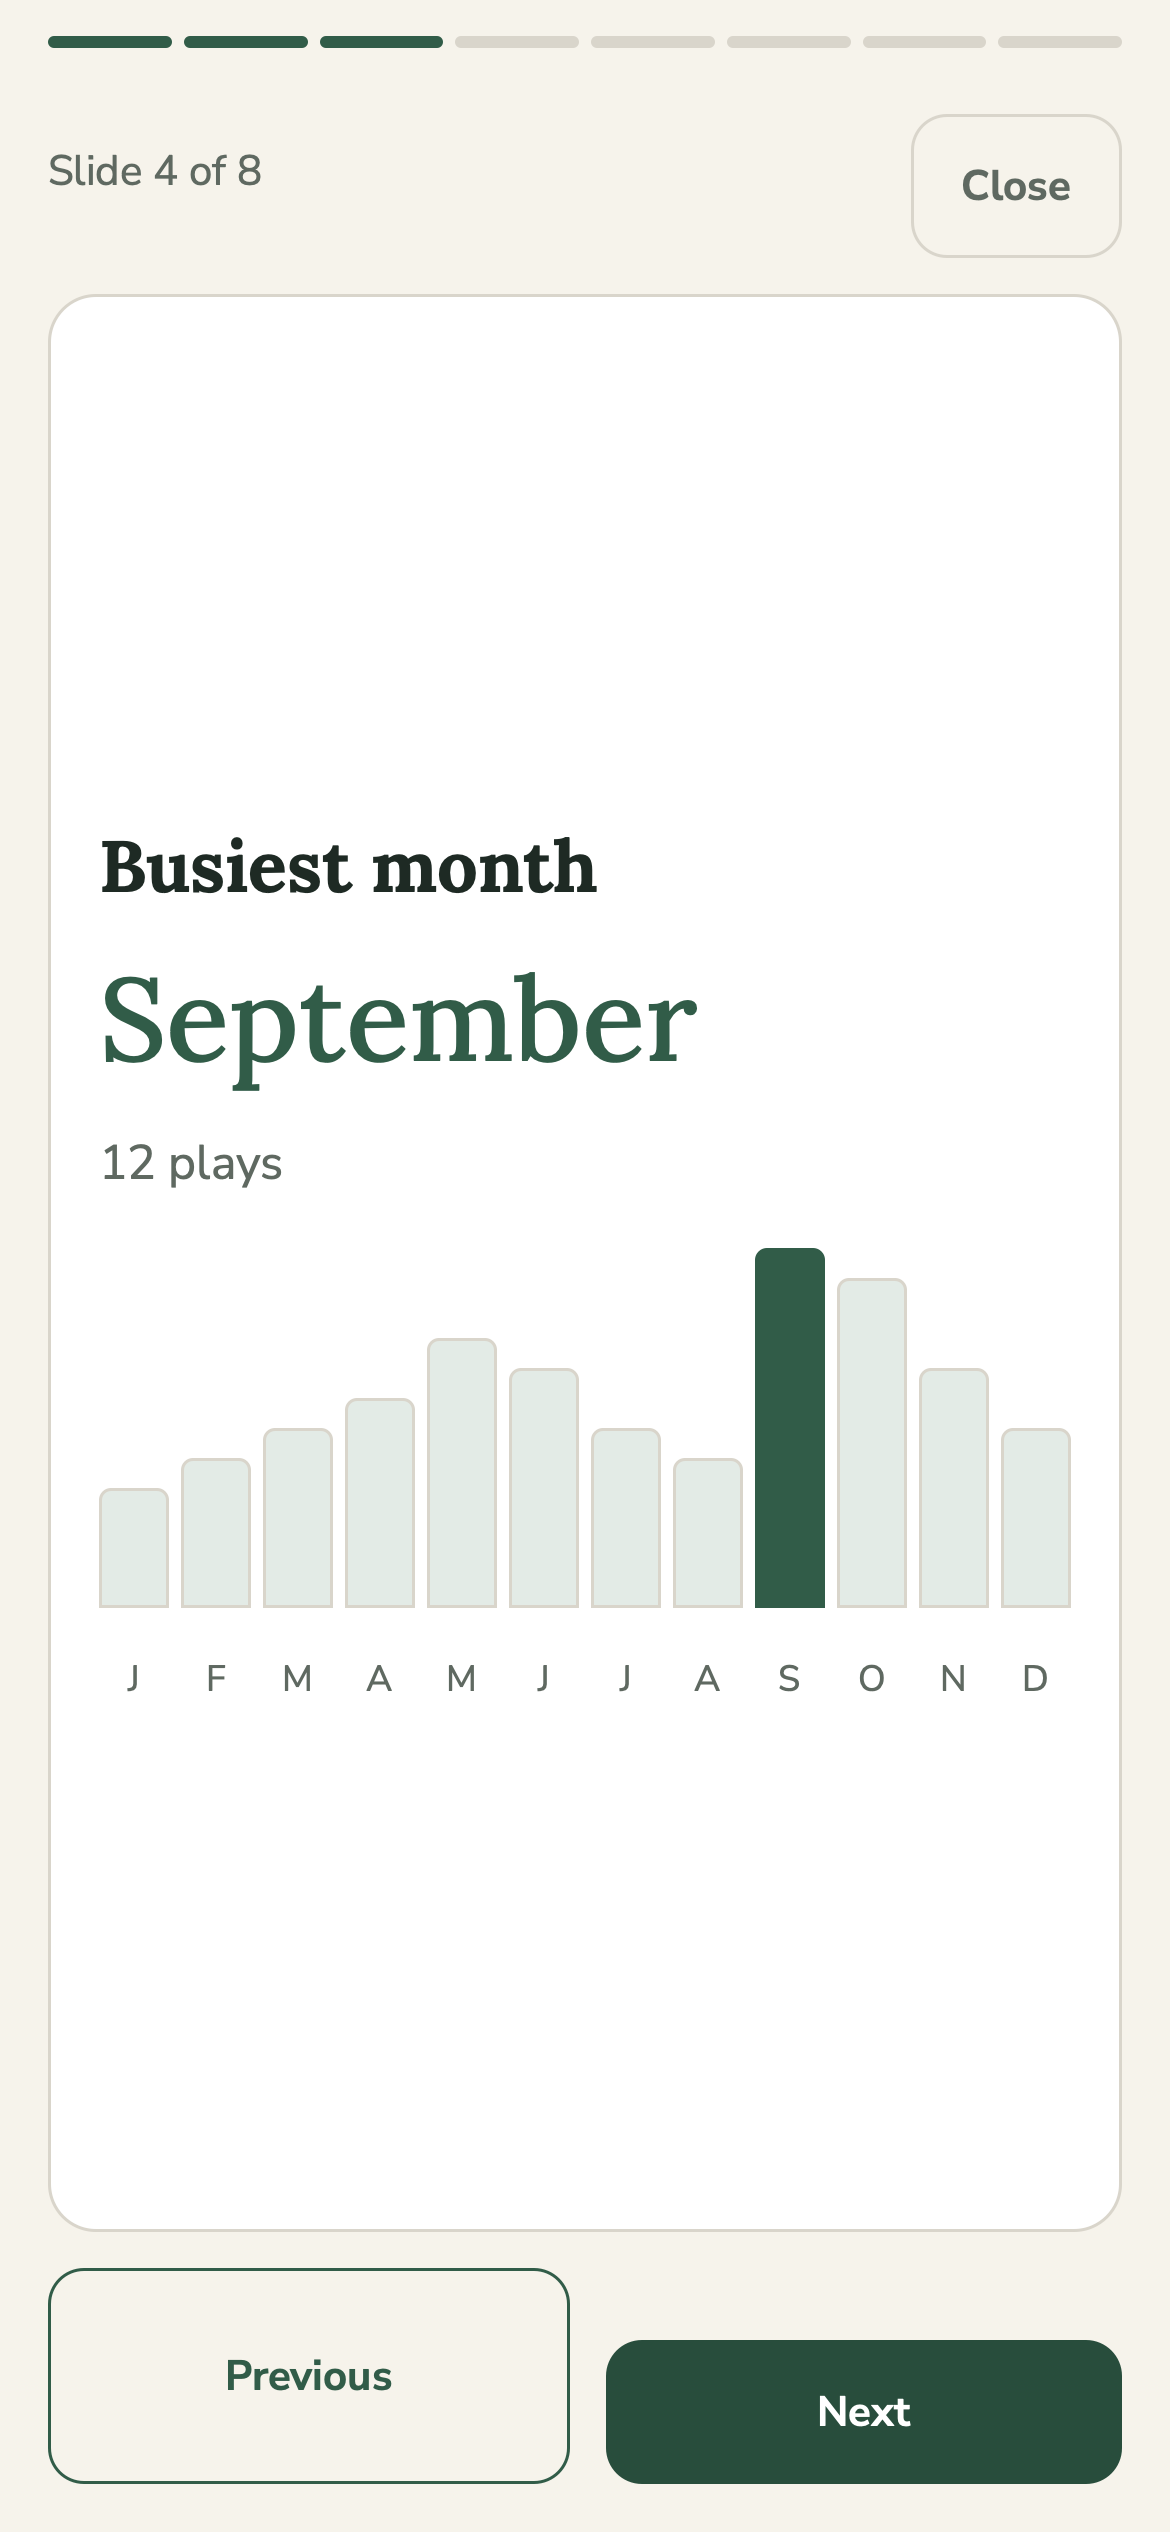 Slide 4 of 8
Close
Busiest month
September
12 plays
J F M A M J J A S O N D
Previous
Next